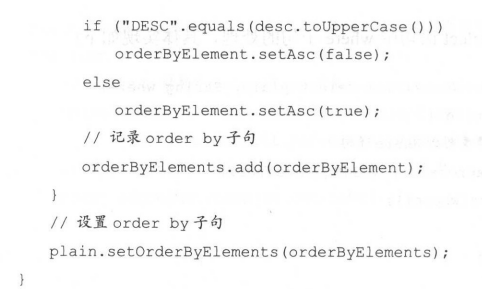 if ("DESC".equals(desc.toUpperCase()))
orderByElement.setAsc(false);
else
orderByElement.setAsc(true);
// 记录 order by 子句
orderByElements.add(orderByElement);
}
// 设置 order by 子句
plain.setOrderByElements(orderByElements);
}